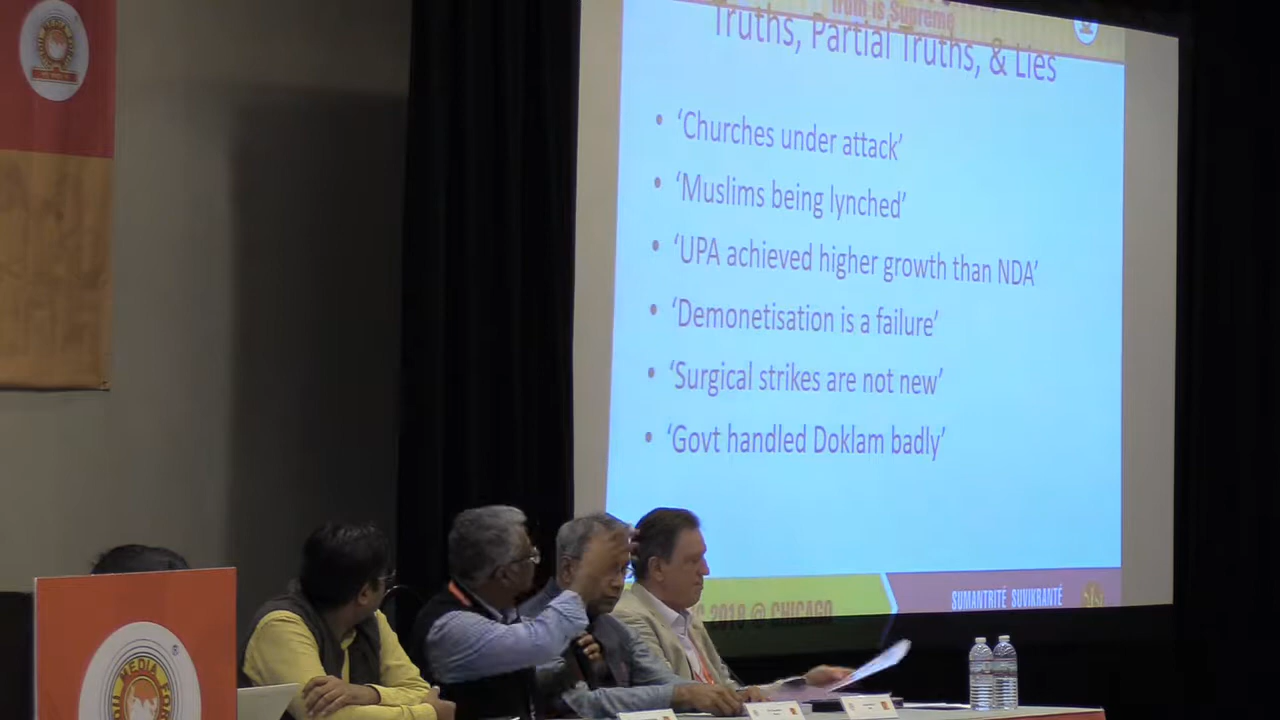 Truth is Supreme
Truths, Partial Truths, & Lies
• 'Churches under attack'
• 'Muslims being lynched'
• 'UPA achieved higher growth than NDA'
• 'Demonetisation is a failure'
• 'Surgical strikes are not new'
• 'Govt handled Doklam badly'
2018 @ CHICAGO
SUMANTRITÉ SUVIKRANTÉ
MEDIA